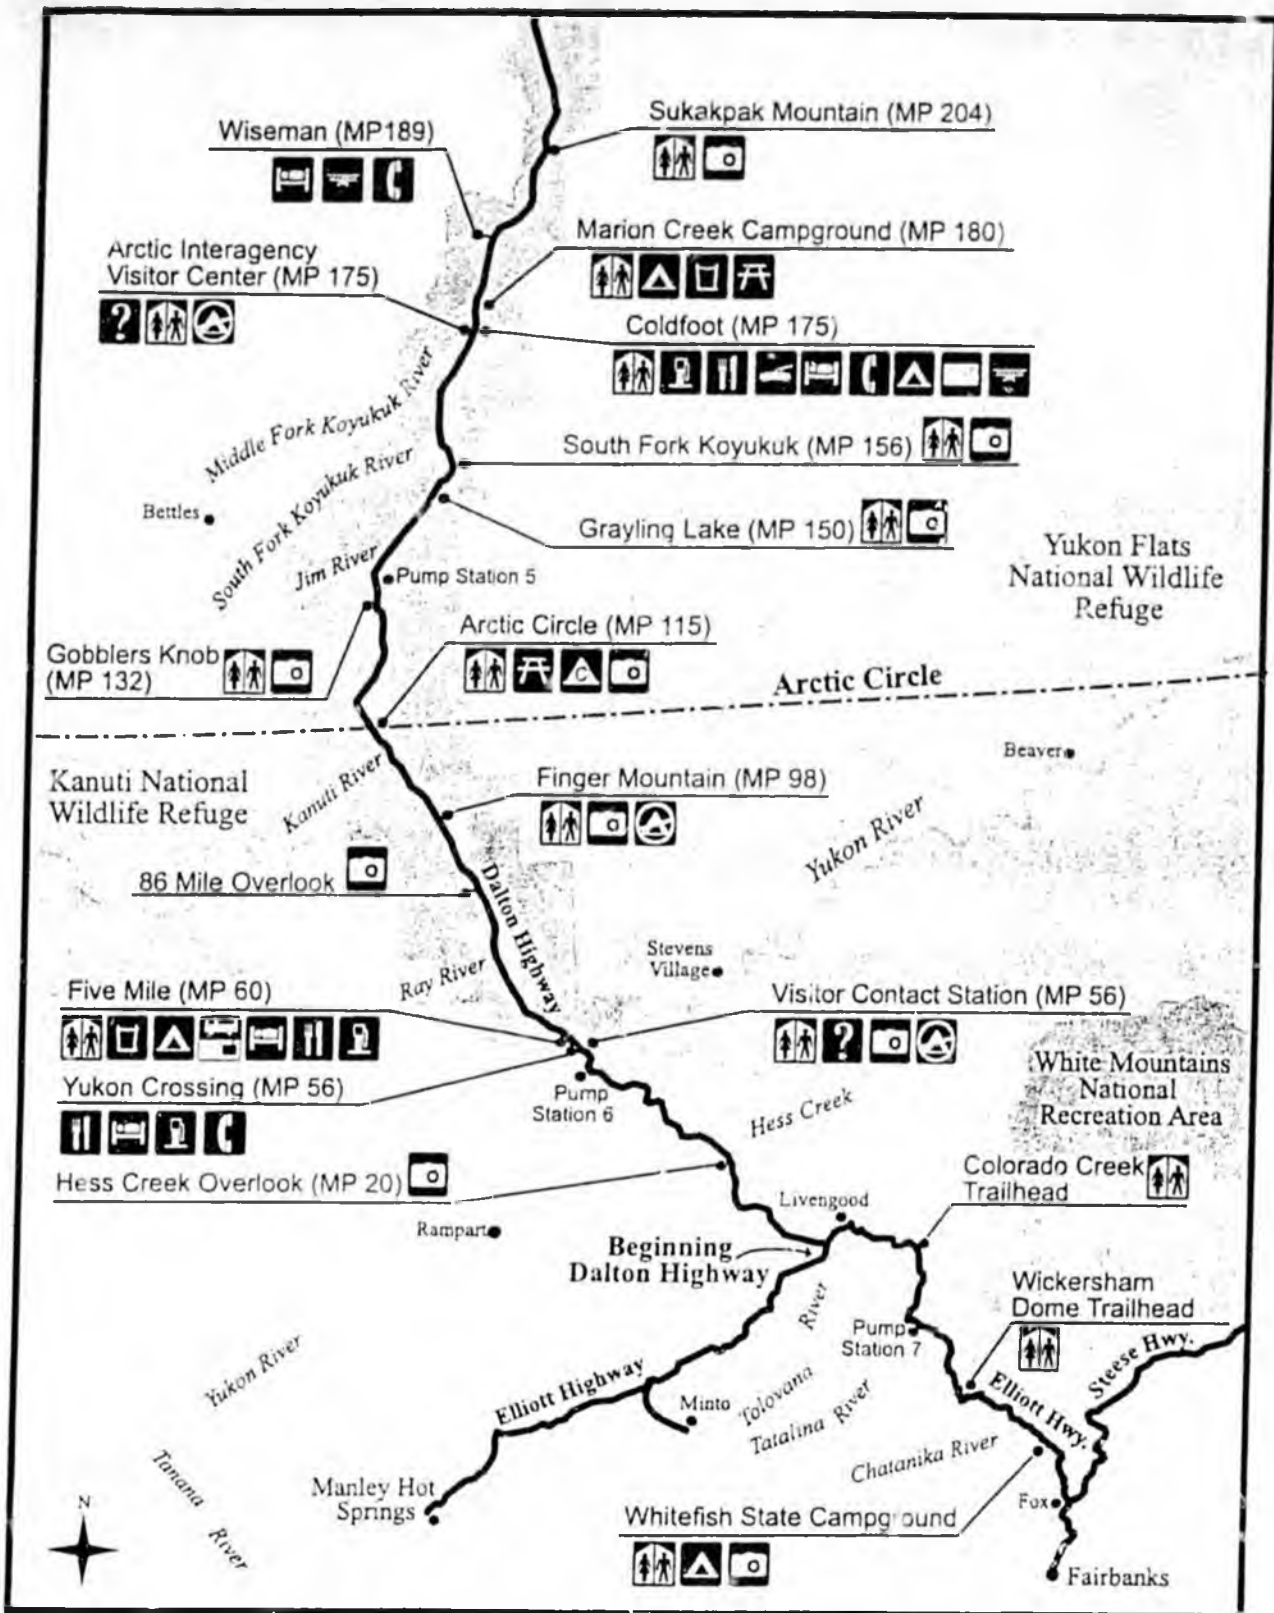 Sukakpak Mountain (MP 204)
Wiseman (MP189)
Marion Creek Campground (MP 180)
Arctic Interagency
Visitor Center (MP 175)
?
Coldfoot (MP 175)
Middle Fork Koyukuk River
South Fork Koyukuk (MP 156)
South Fork Koyukuk River
Bettles
Grayling Lake (MP 150)
Jim River
Pump Station 5
Yukon Flats
National Wildlife
Refuge
Arctic Circle (MP 115)
C
Gobblers Knob
(MP 132)
Arctic Circle
Beaver
Kanuti National
Wildlife Refuge
Kanuti River
Finger Mountain (MP 98)
Yukon River
86 Mile Overlook
Dalton Highway
Stevens
Village
Ray River
Five Mile (MP 60)
Visitor Contact Station (MP 56)
?
Yukon Crossing (MP 56)
Pump
Station 6
White Mountains
National
Recreation Area
Hess Creek
Hess Creek Overlook (MP 20)
Colorado Creek
Trailhead
Livengood
Rampart
Beginning
Dalton Highway
Wickersham
Dome Trailhead
River
Pump
Station 7
Steese Hwy.
Yukon River
Elliott Highway
Elliott Hwy.
Minto
Tolovana
Tatalina River
Chatanika River
Tanana
River
Manley Hot
Springs
N
Fox
Whitefish State Campground
Fairbanks